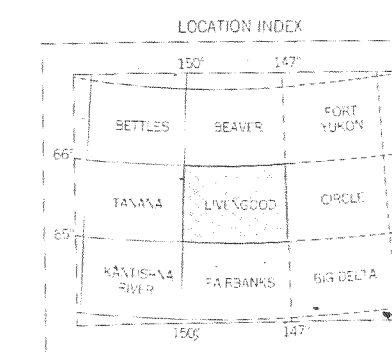 LOCATION INDEX
150° 147°
BETTLES BEAVER FORT YUKON
66°
TANANA LIVENGOOD CIRCLE
65°
KANTISHNA RIVER FAIRBANKS BIG DELTA
150° 147°